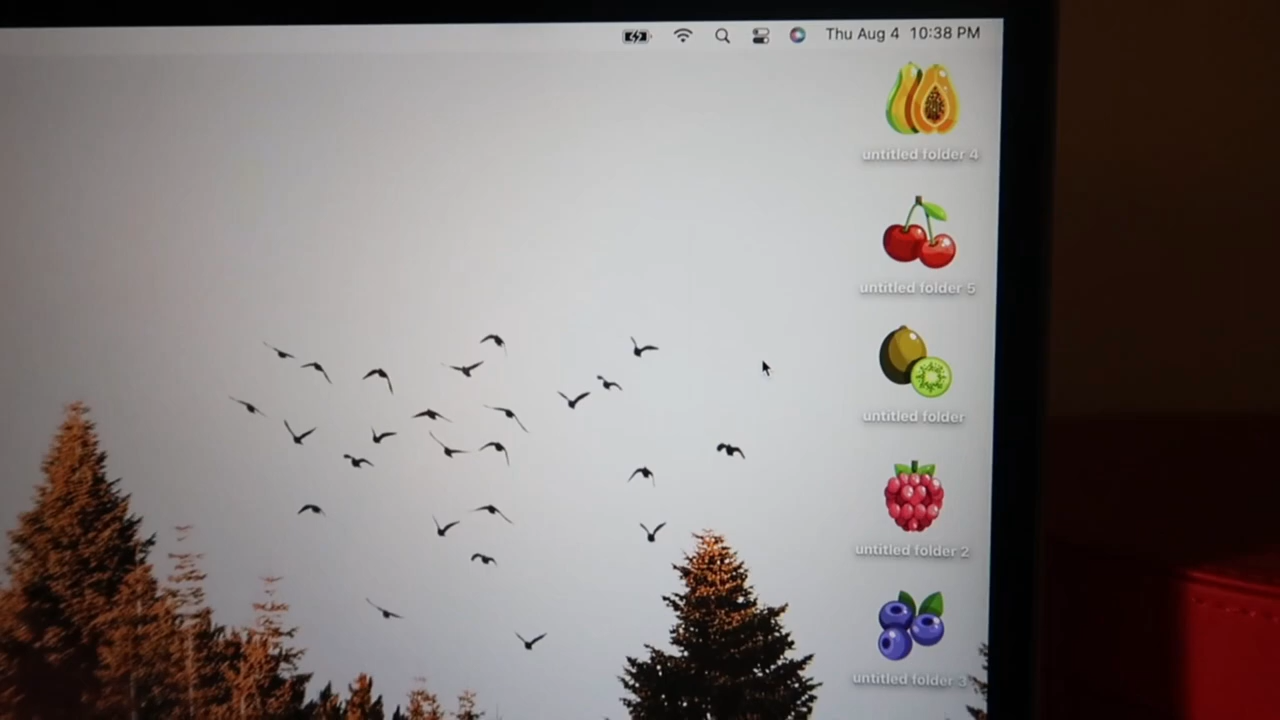 Thu Aug 4 10:38 PM
untitled folder 4
untitled folder 5
untitled folder
untitled folder 2
untitled folder 3